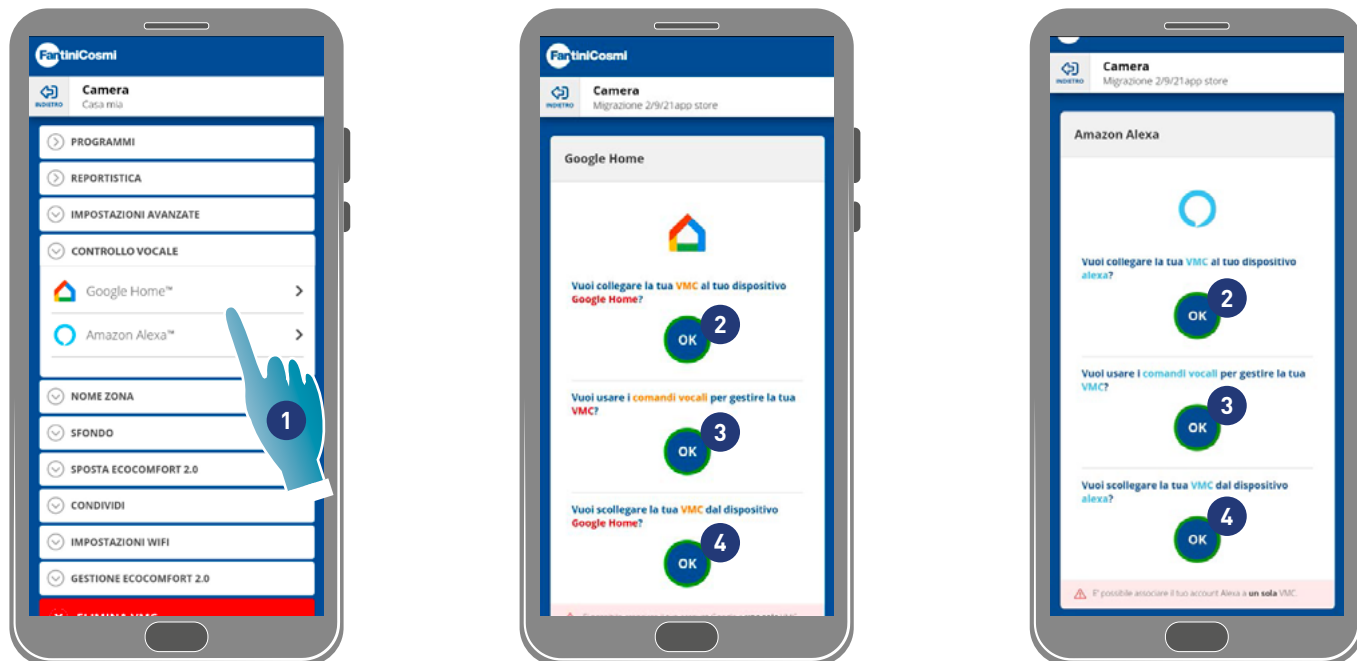 FantiniCosmi
INDIETRO
Camera
Casa mia
PROGRAMMI
REPORTISTICA
IMPOSTAZIONI AVANZATE
CONTROLLO VOCALE
Google Home™
Amazon Alexa™
NOME ZONA
1
SFONDO
SPOSTA ECOCOMFORT 2.0
CONDIVIDI
IMPOSTAZIONI WIFI
GESTIONE ECOCOMFORT 2.0
ELIMINA VMC
FantiniCosmi
INDIETRO
Camera
Migrazione 2/9/21app store
Google Home
Vuoi collegare la tua VMC al tuo dispositivo
Google Home?
OK
2
Vuoi usare i comandi vocali per gestire la tua
VMC?
OK
3
Vuoi scollegare la tua VMC dal dispositivo
Google Home?
OK
4
INDIETRO
Camera
Migrazione 2/9/21app store
Amazon Alexa
Vuoi collegare la tua VMC al tuo dispositivo
alexa?
OK
2
Vuoi usare i comandi vocali per gestire la tua
VMC?
OK
3
Vuoi scollegare la tua VMC dal dispositivo
alexa?
OK
4
E' possibile associare il tuo account Alexa a un sola VMC.